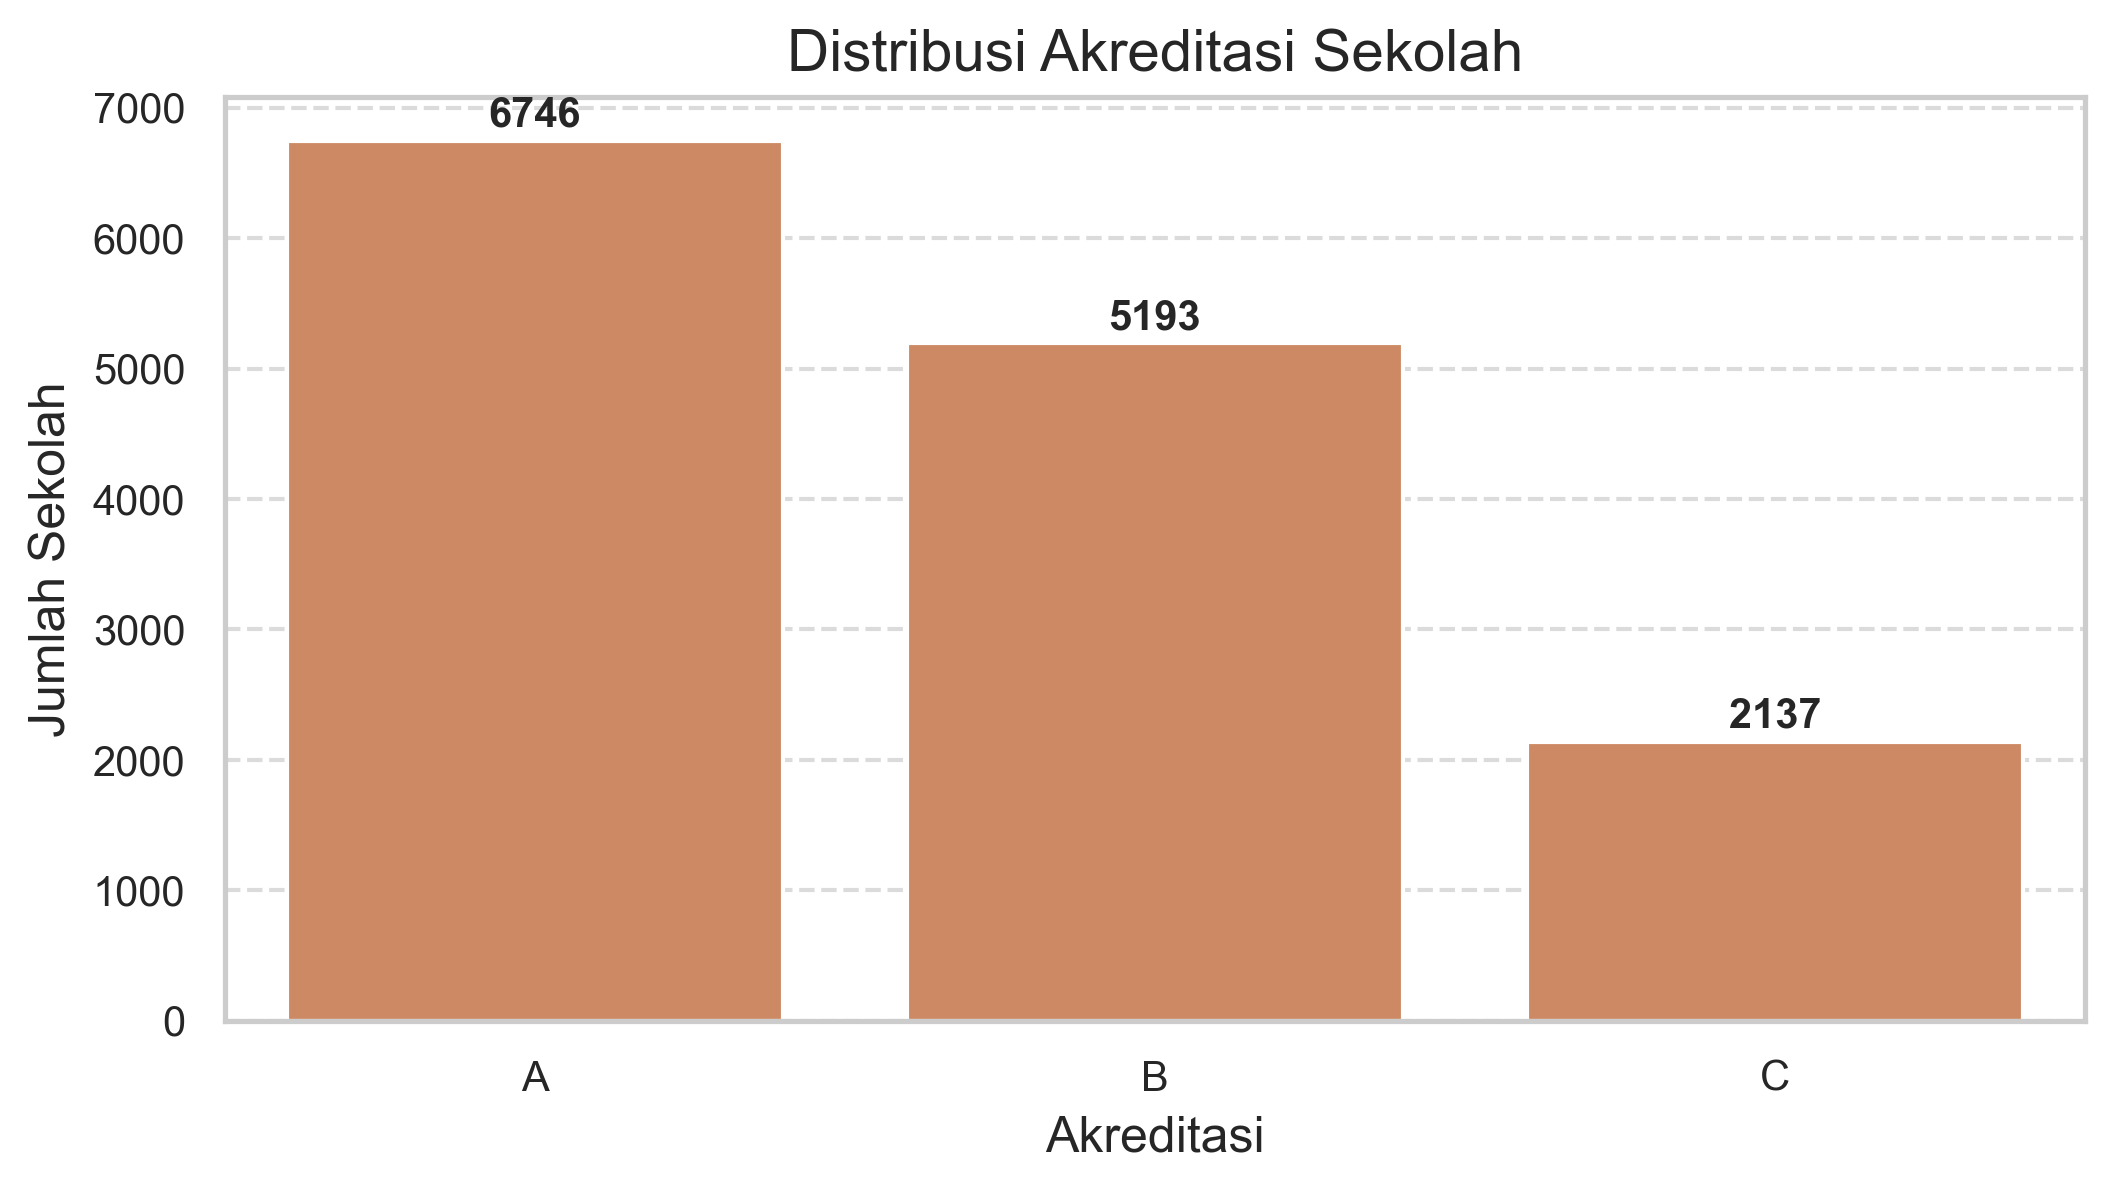 Distribusi Akreditasi Sekolah
7000
6000
5000
4000
3000
2000
1000
0
Jumlah Sekolah
6746
5193
2137
A
B
C
Akreditasi